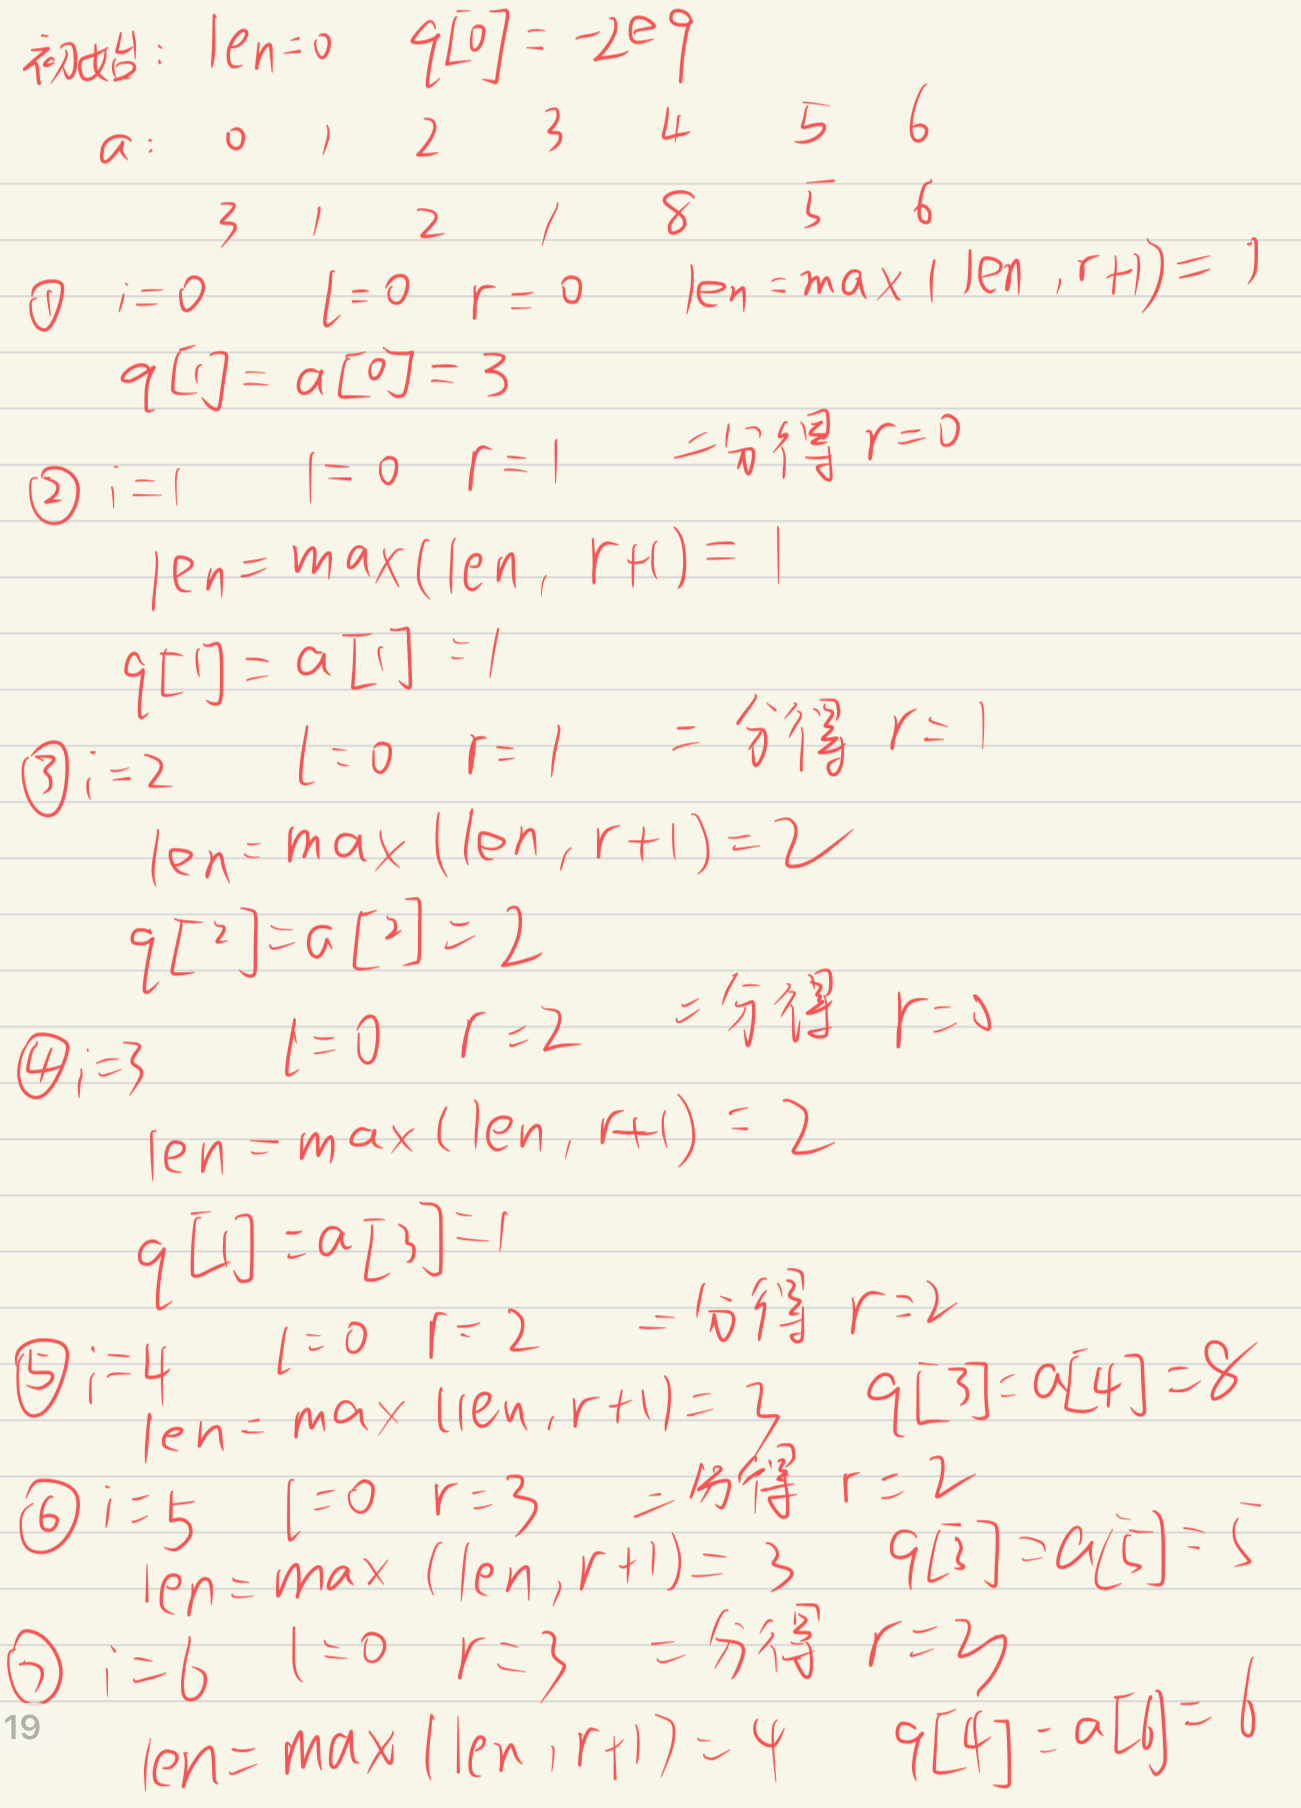 初始： len=0 q[0]=-2e9
a: 0 1 2 3 4 5 6
3 1 2 1 8 5 6
① i=0 l=0 r=0 len=max(len,r+1)=1
q[1]=a[0]=3
② i=1 l=0 r=1 二分得 r=0
len=max(len,r+1)=1
q[1]=a[1]=1
③ i=2 l=0 r=1 二分得 r=1
len=max(len,r+1)=2
q[2]=a[2]=2
④ i=3 l=0 r=2 二分得 r=0
len=max(len,r+1)=2
q[1]=a[3]=1
⑤ i=4 l=0 r=2 二分得 r=2
len=max(len,r+1)=3 q[3]=a[4]=8
⑥ i=5 l=0 r=3 二分得 r=2
len=max(len,r+1)=3 q[3]=a[5]=5
⑦ i=6 l=0 r=3 二分得 r=3
19
len=max(len,r+1)=4 q[4]=a[6]=6